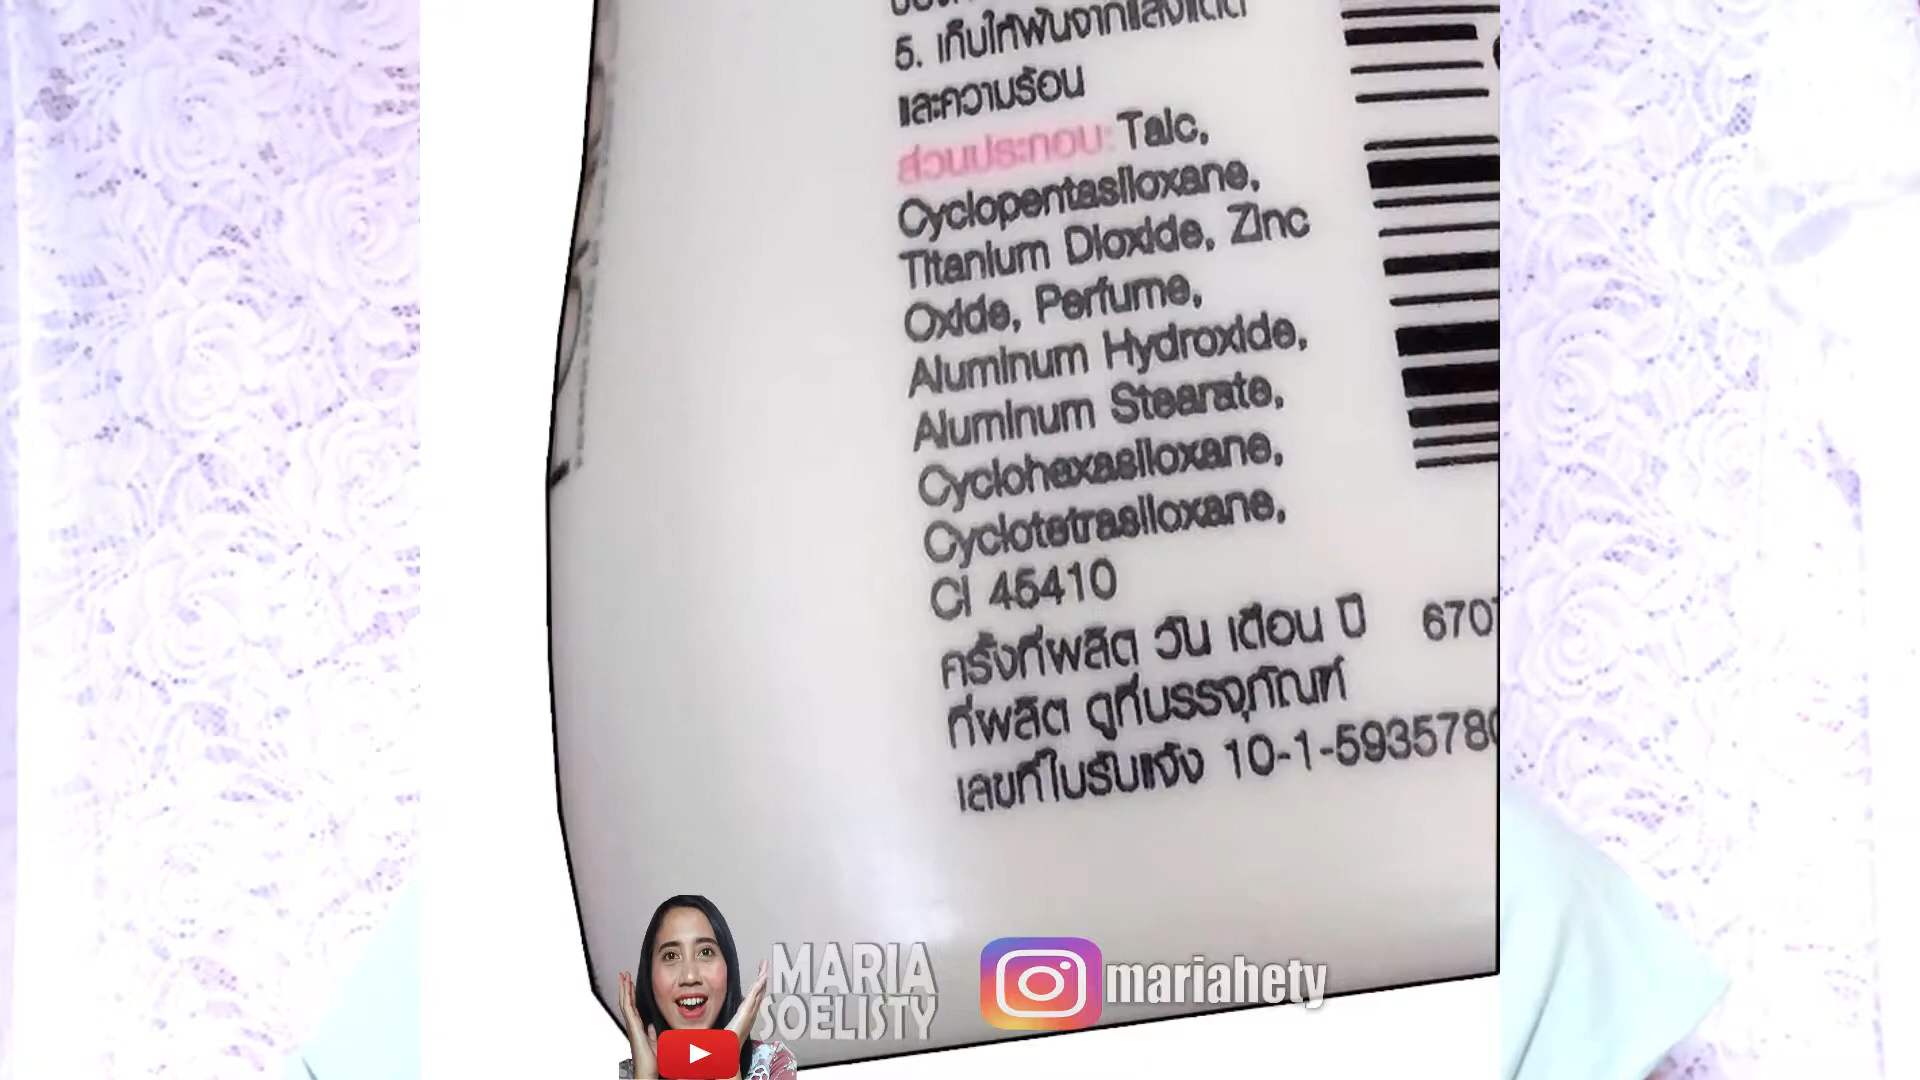 5. เก็บให้พ้นจากแสงแดด
และความร้อน
ส่วนประกอบ: Talc,
Cyclopentasiloxane,
Titanium Dioxide, Zinc
Oxide, Perfume,
Aluminum Hydroxide,
Aluminum Stearate,
Cyclohexasiloxane,
Cyclotetrasiloxane,
CI 45410
ครั้งที่ผลิต วัน เดือน ปี 6707
ที่ผลิต ดูที่บรรจุภัณฑ์
เลขที่ใบรับแจ้ง 10-1-5935780
MARIA
SOELISTY
mariahety